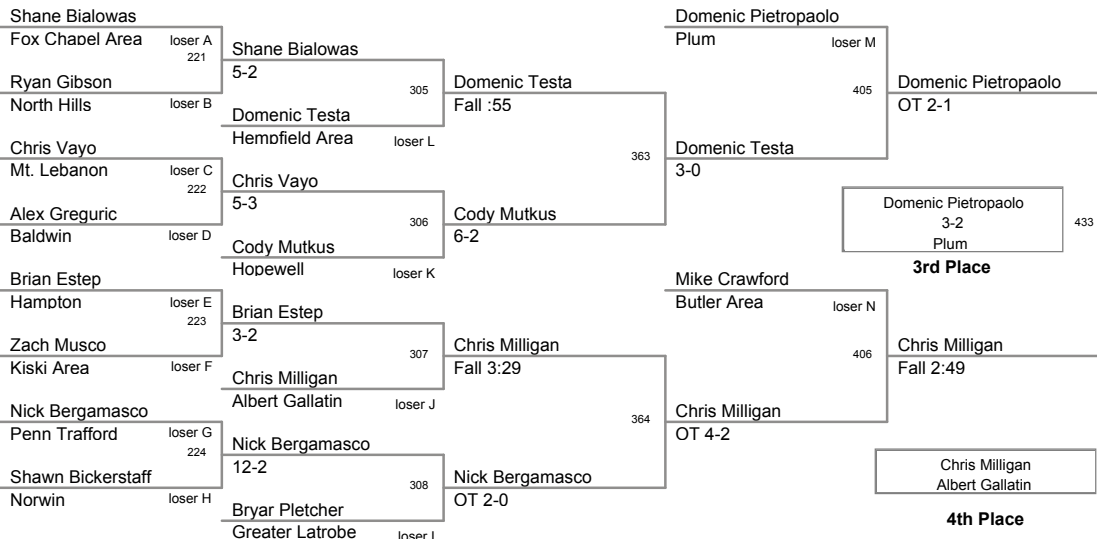 Shane Bialowas
Fox Chapel Area loser A
221
Ryan Gibson
North Hills loser B
Chris Vayo
Mt. Lebanon loser C
222
Alex Greguric
Baldwin loser D
Brian Estep
Hampton loser E
223
Zach Musco
Kiski Area loser F
Nick Bergamasco
Penn Trafford loser G
224
Shawn Bickerstaff
Norwin loser H
Shane Bialowas
5-2
305
Domenic Testa
Hempfield Area loser L
Chris Vayo
5-3
306
Cody Mutkus
Hopewell loser K
Brian Estep
3-2
307
Chris Milligan
Albert Gallatin loser J
Nick Bergamasco
12-2
308
Bryar Pletcher
Greater Latrobe loser I
Domenic Testa
Fall :55
363
Cody Mutkus
6-2
Chris Milligan
Fall 3:29
364
Nick Bergamasco
OT 2-0
Domenic Pietropaolo
Plum loser M
405
Domenic Testa
3-0
Mike Crawford
Butler Area loser N
406
Chris Milligan
OT 4-2
Domenic Pietropaolo
OT 2-1
Domenic Pietropaolo
3-2
Plum
433
3rd Place
Chris Milligan
Fall 2:49
Chris Milligan
Albert Gallatin
4th Place